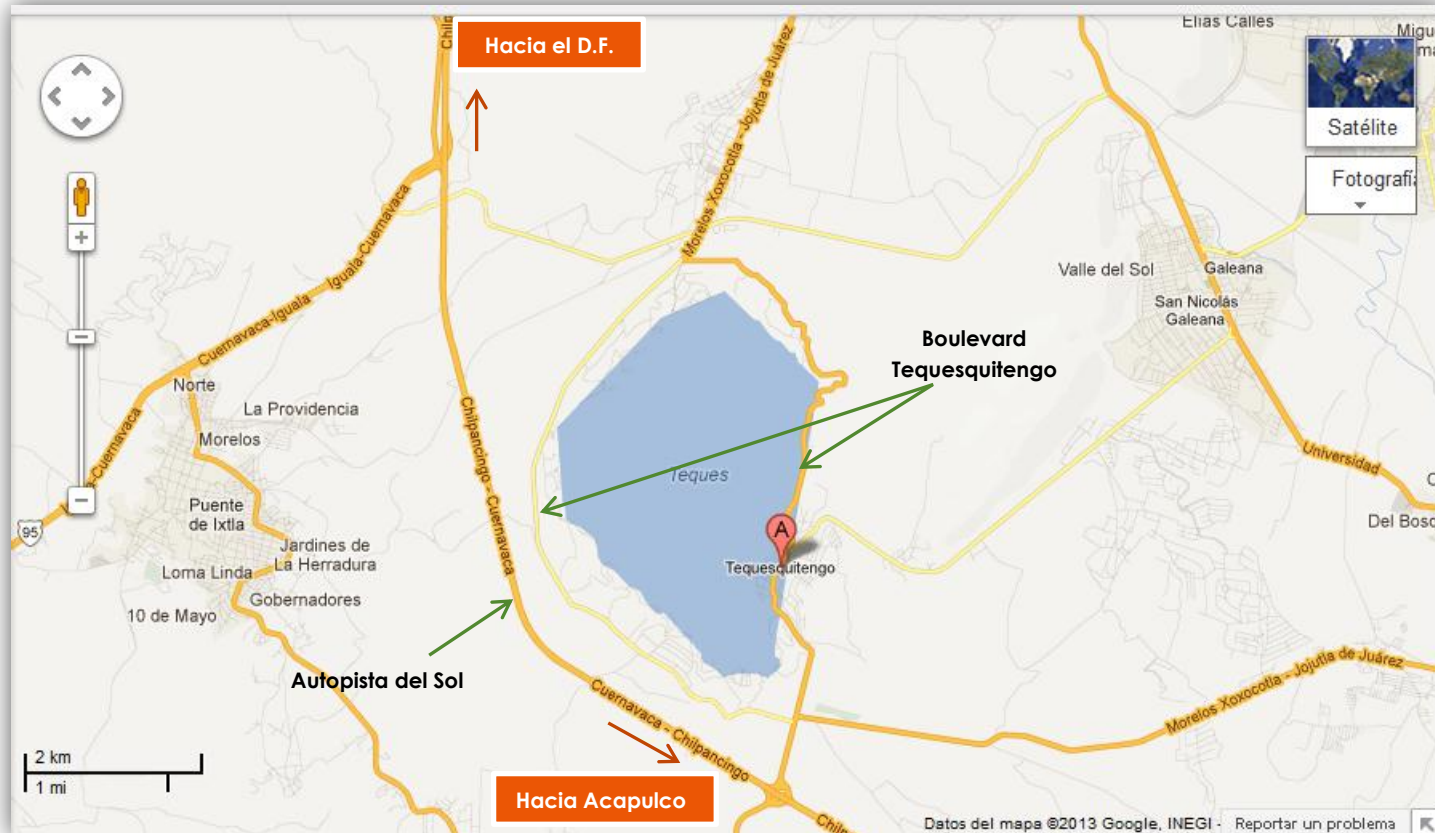 Hacia el D.F.
Elías Calles
Satélite
Fotografía
Morelos Xoxocotla - Jojutla de Juárez
Iguala-Cuernavaca
Cuernavaca-Iguala
Valle del Sol
Galeana
San Nicolás
Galeana
Boulevard
Tequesquitengo
Norte
La Providencia
Morelos
Chilpancingo - Cuernavaca
Teques
Universidad
Puente
de Ixtla
95
Del Bosq
A
Jardines de
La Herradura
Tequesquitengo
Loma Linda
Gobernadores
10 de Mayo
Autopista del Sol
Morelos Xoxocotla - Jojutla de Juárez
Cuernavaca - Chilpancingo
2 km
1 mi
Hacia Acapulco
Datos del mapa ©2013 Google, INEGI - Reportar un problema